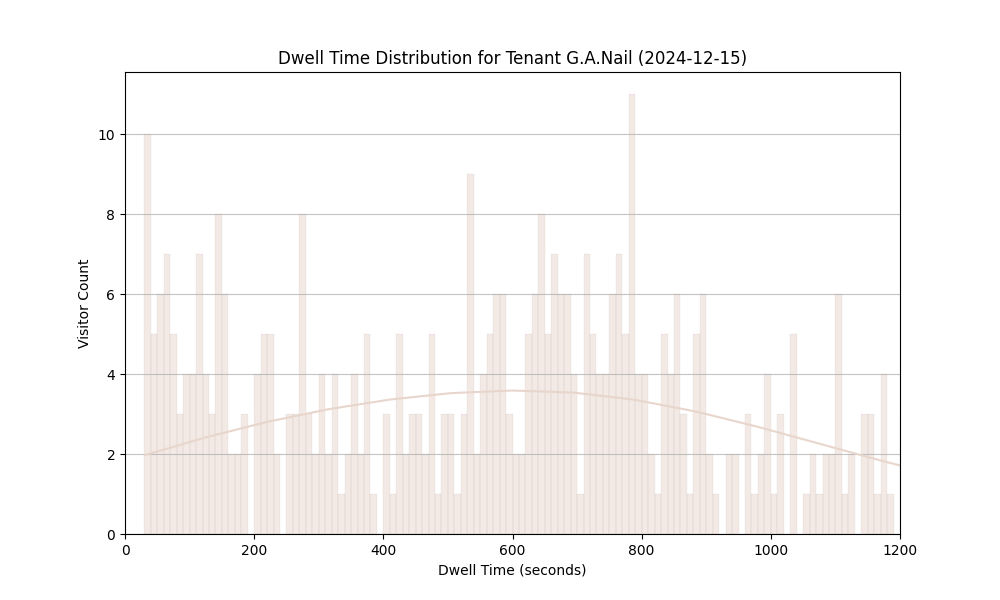 Dwell Time Distribution for Tenant G.A.Nail (2024-12-15)
10
8
6
4
2
0
Visitor Count
0 200 400 600 800 1000 1200
Dwell Time (seconds)